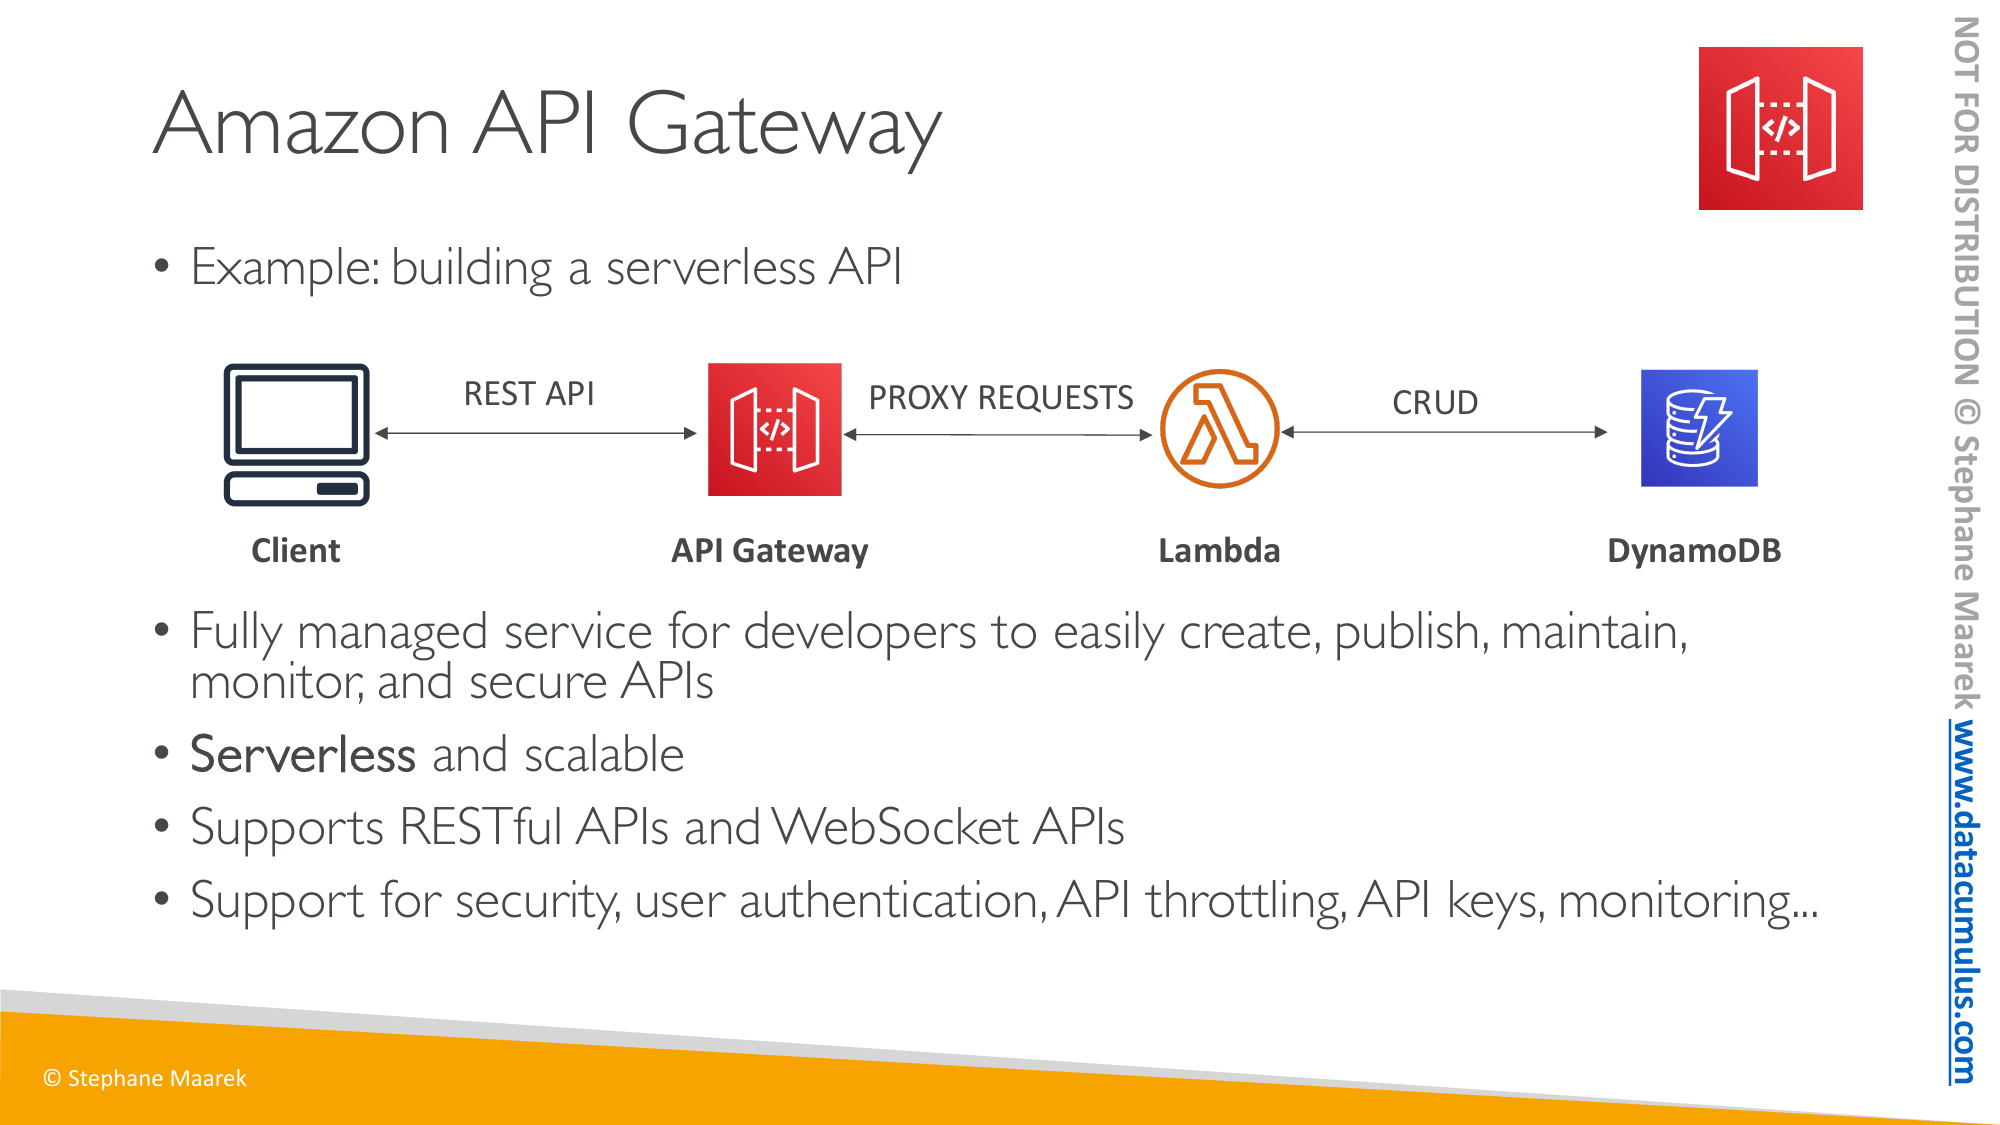 Amazon API Gateway
</>
• Example: building a serverless API
REST API
PROXY REQUESTS
CRUD
</>
Client
API Gateway
Lambda
DynamoDB
• Fully managed service for developers to easily create, publish, maintain,
monitor, and secure APIs
• Serverless and scalable
• Supports RESTful APIs and WebSocket APIs
• Support for security, user authentication, API throttling, API keys, monitoring...
© Stephane Maarek
NOT FOR DISTRIBUTION © Stephane Maarek www.datacumulus.com